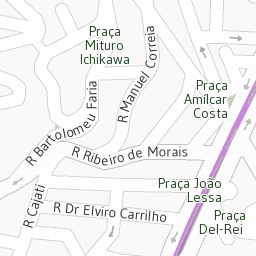 Praça
Mituro
Ichikawa
R Manuel Correia
Praça
Amílcar
Costa
R Bartolomeu Faria
R Ribeiro de Morais
Praça João
Lessa
R Cajati
R Dr Elviro Carrilho
Praça
Del-Rei